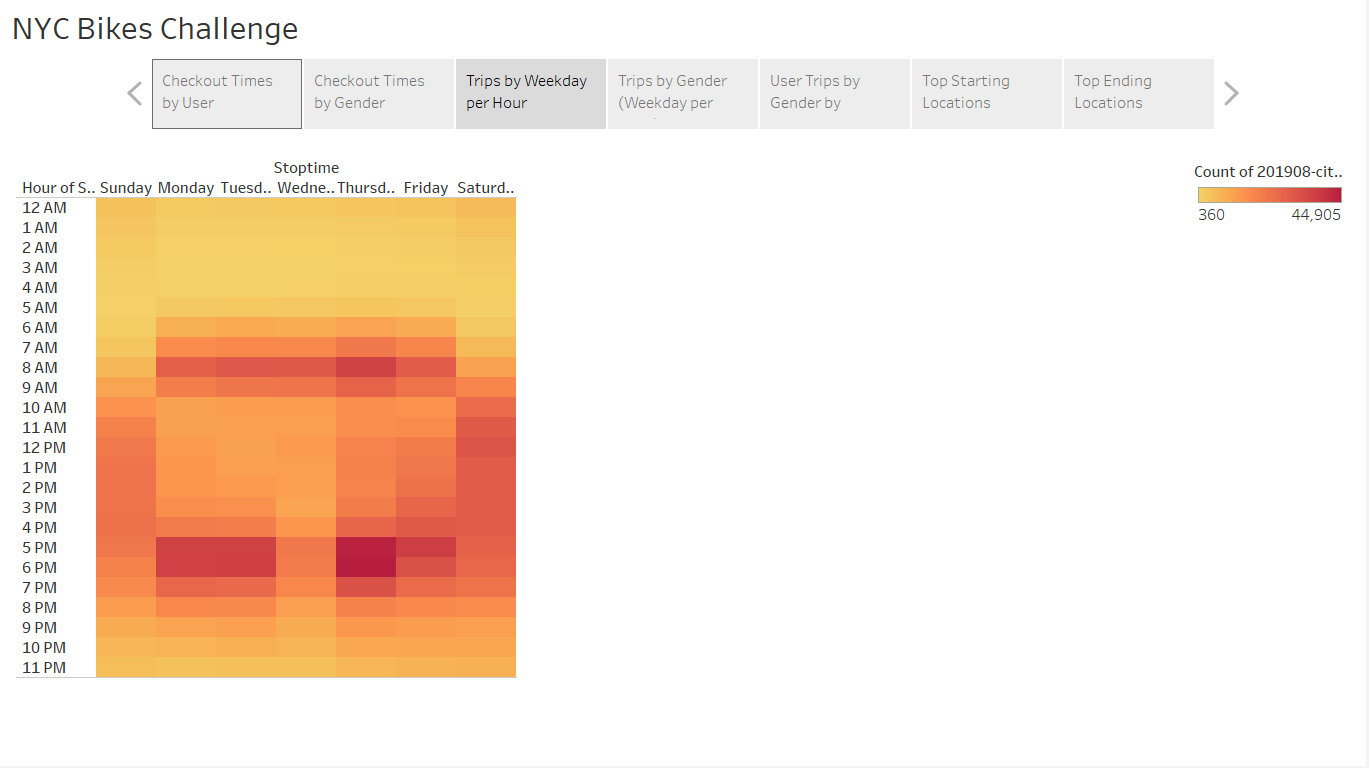 NYC Bikes Challenge
Checkout Times
by User
Checkout Times
by Gender
Trips by Weekday
per Hour
Trips by Gender
(Weekday per
User Trips by
Gender by
Top Starting
Locations
Top Ending
Locations
Stoptime
Hour of S.. Sunday Monday Tuesd.. Wedne.. Thursd.. Friday Saturd..
12 AM
1 AM
2 AM
3 AM
4 AM
5 AM
6 AM
7 AM
8 AM
9 AM
10 AM
11 AM
12 PM
1 PM
2 PM
3 PM
4 PM
5 PM
6 PM
7 PM
8 PM
9 PM
10 PM
11 PM
Count of 201908-cit..
360 44,905